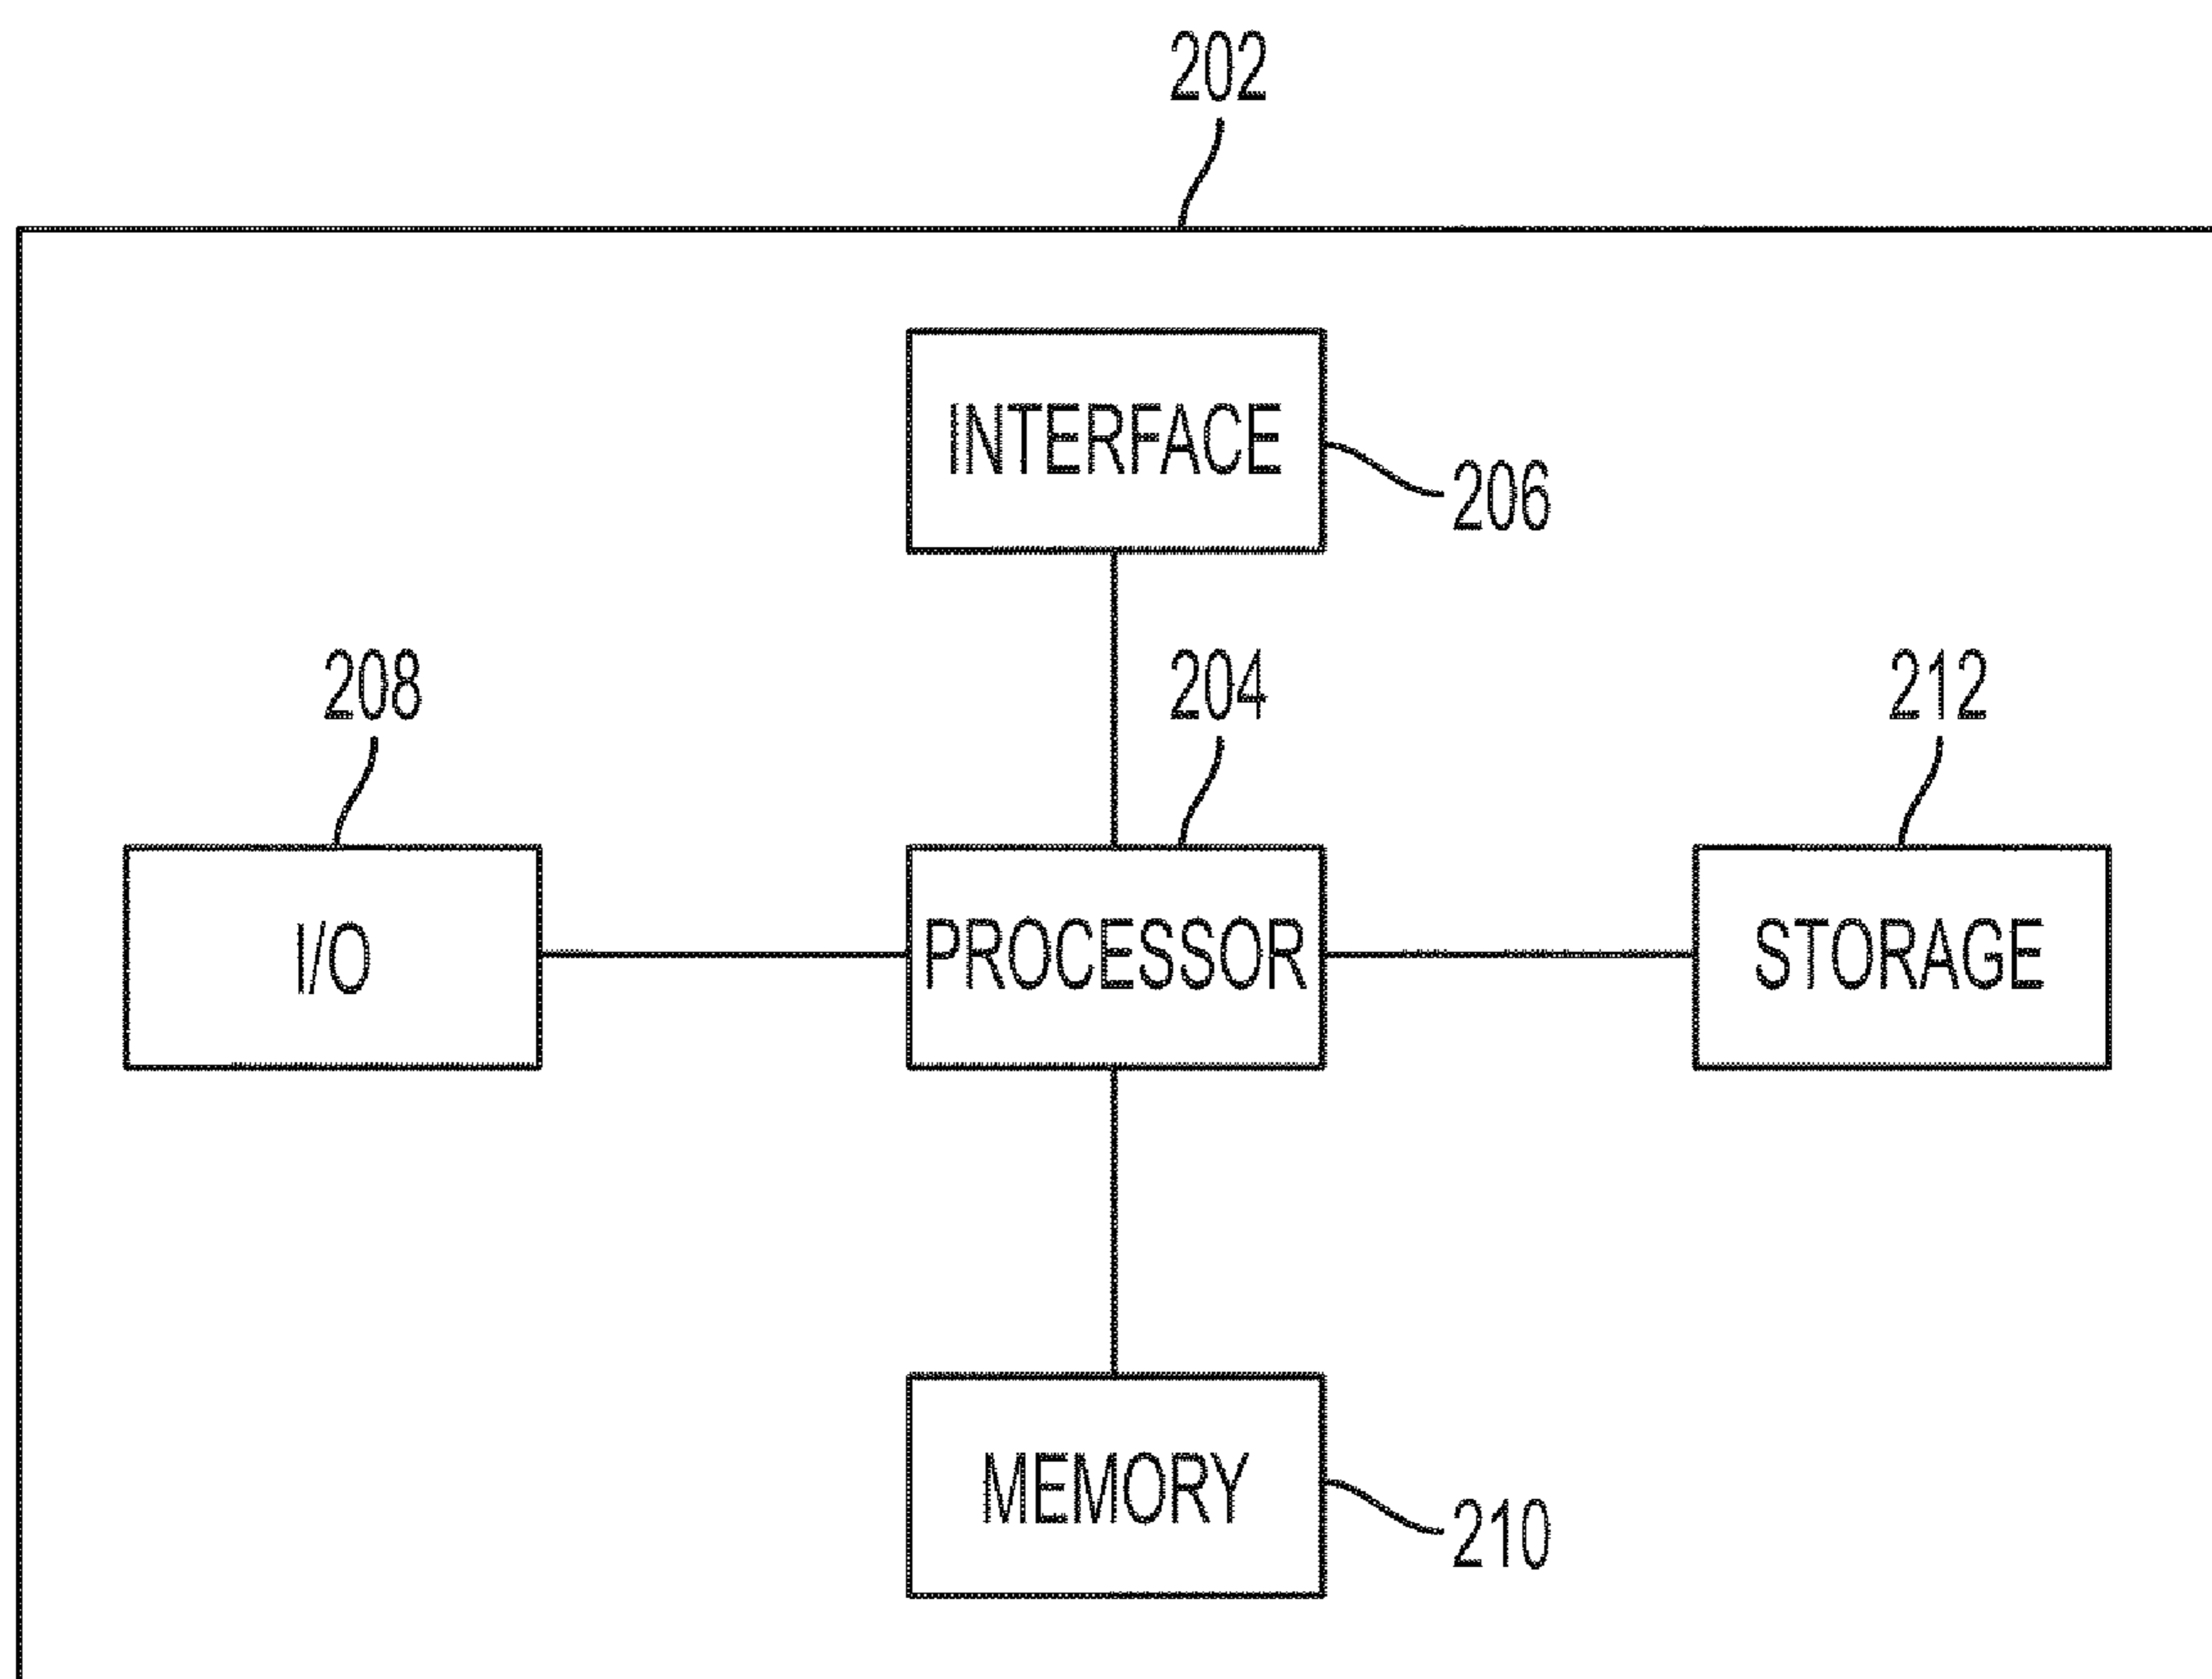 202
INTERFACE
206
208
204
212
I/O
PROCESSOR
STORAGE
MEMORY
210